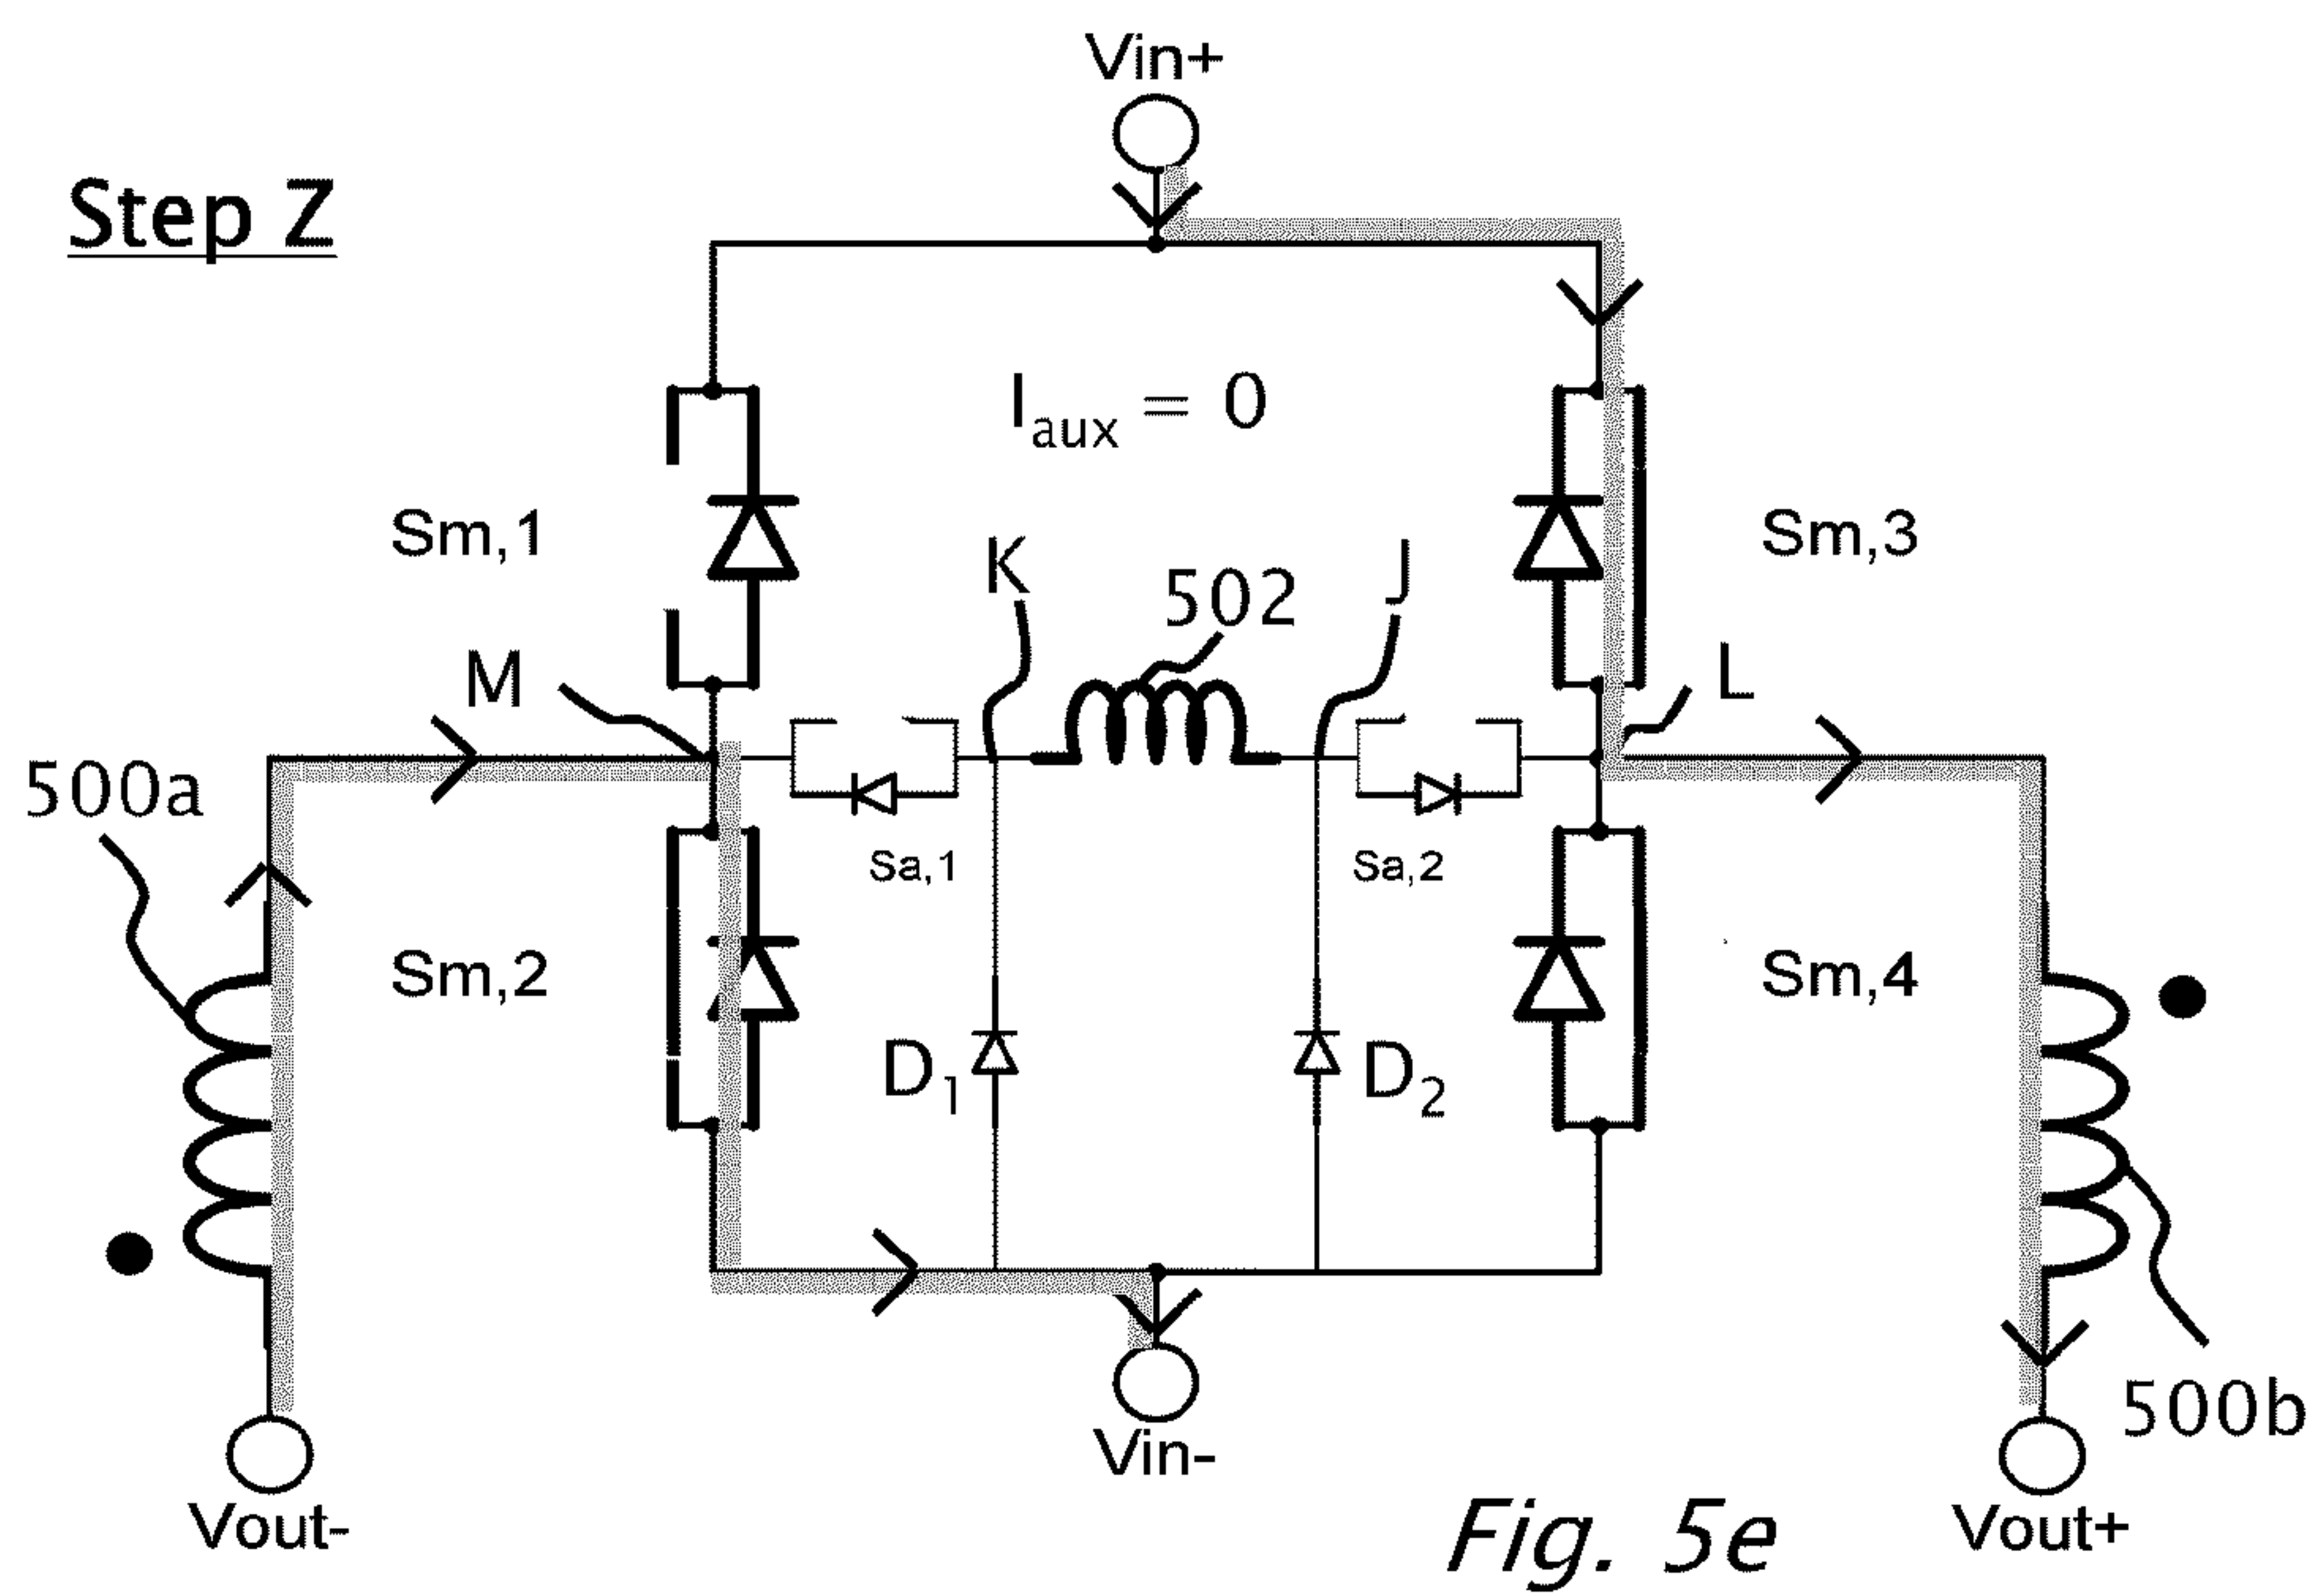 Vin+
Step Z
Iaux = 0
Sm,1
Sm,3
K
502
J
M
L
500a
Sa,1
Sa,2
Sm,2
Sm,4
D1
D2
500b
Vin-
Vout-
Fig. 5e
Vout+